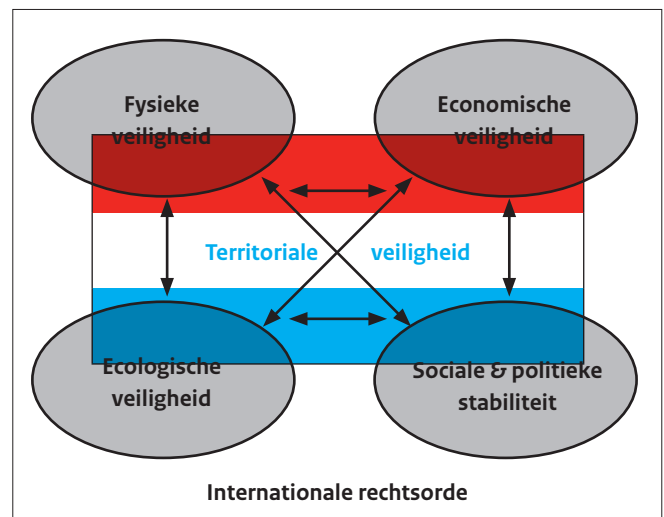 Fysieke
veiligheid
Economische
veiligheid
Territoriale veiligheid
Ecologische
veiligheid
Sociale & politieke
stabiliteit
Internationale rechtsorde